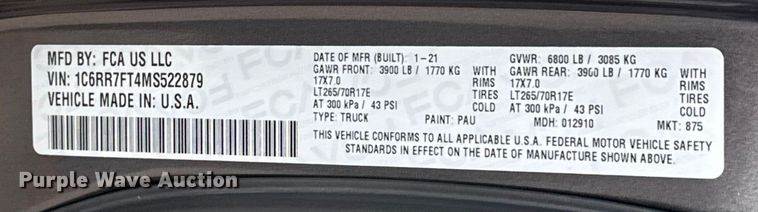 MFD BY: FCA US LLC
VIN: 1C6RR7FT4MS522879
VEHICLE MADE IN: U.S.A.
DATE OF MFR (BUILT): 1-21
GAWR FRONT: 3900 LB / 1770 KG WITH
17X7.0 RIMS
LT265/70R17E TIRES
AT 300 kPa / 43 PSI COLD
TYPE: TRUCK PAINT: PAU
GVWR: 6800 LB / 3085 KG
GAWR REAR: 3900 LB / 1770 KG WITH
17X7.0 RIMS
LT265/70R17E TIRES
AT 300 kPa / 43 PSI COLD
MDH: 012910 MKT: 875
THIS VEHICLE CONFORMS TO ALL APPLICABLE U.S.A. FEDERAL MOTOR VEHICLE SAFETY
STANDARDS IN EFFECT ON THE DATE OF MANUFACTURE SHOWN ABOVE.
Purple Wave Auction